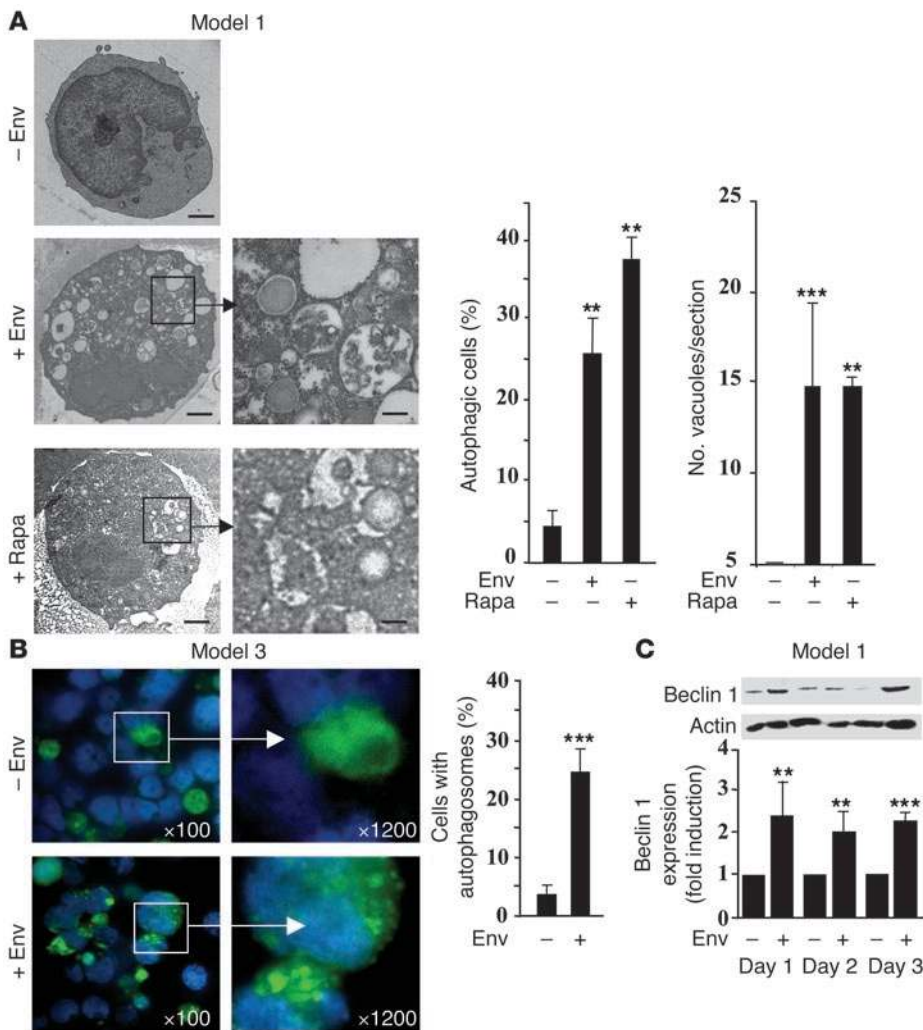 A
Model 1
– Env
+ Env
+ Rapa
Autophagic cells (%)
40
30
20
10
0
Env – + –
Rapa – – +
No. vacuoles/section
25
20
15
10
5
Env – + –
Rapa – – +
** **
*** **
B
Model 3
– Env
×100
×1200
+ Env
×100
×1200
Cells with
autophagosomes (%)
40
30
20
10
0
***
Env – +
C
Model 1
Beclin 1
Actin
Beclin 1
expression
(fold induction)
4
3
2
1
0
** ** ***
Env – + – + – +
Day 1 Day 2 Day 3